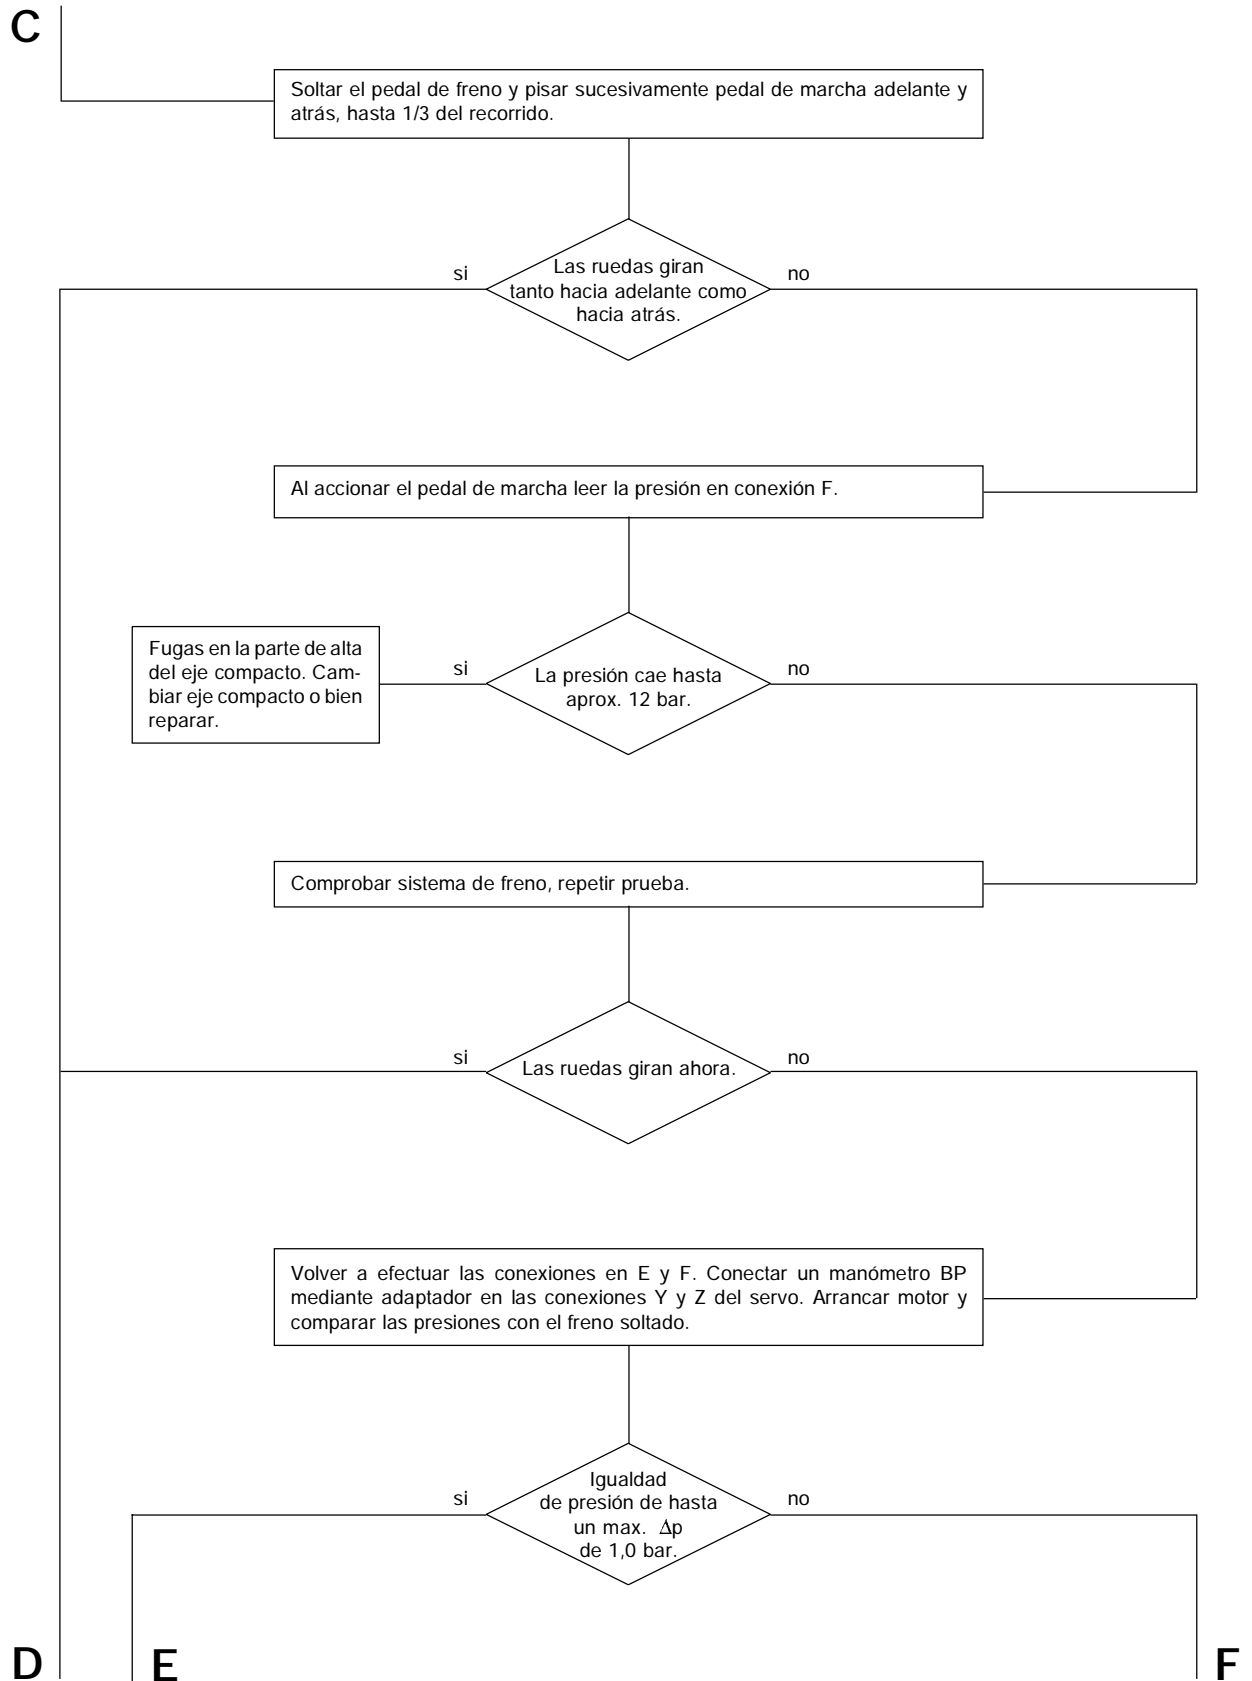 C
Soltar el pedal de freno y pisar sucesivamente pedal de marcha adelante y
atrás, hasta 1/3 del recorrido.
si
Las ruedas giran
tanto hacia adelante como
hacia atrás.
no
Al accionar el pedal de marcha leer la presión en conexión F.
Fugas en la parte de alta
del eje compacto. Cam-
biar eje compacto o bien
reparar.
si
La presión cae hasta
aprox. 12 bar.
no
Comprobar sistema de freno, repetir prueba.
si
Las ruedas giran ahora.
no
Volver a efectuar las conexiones en E y F. Conectar un manómetro BP
mediante adaptador en las conexiones Y y Z del servo. Arrancar motor y
comparar las presiones con el freno soltado.
si
Igualdad
de presión de hasta
un max. Δp
de 1,0 bar.
no
D
E
F